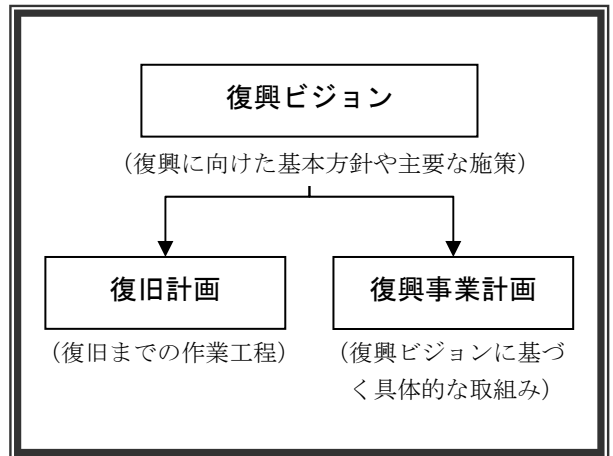 復興ビジョン
（復興に向けた基本方針や主要な施策）
復旧計画
復興事業計画
（復旧までの作業工程）
（復興ビジョンに基づ
く具体的な取組み）